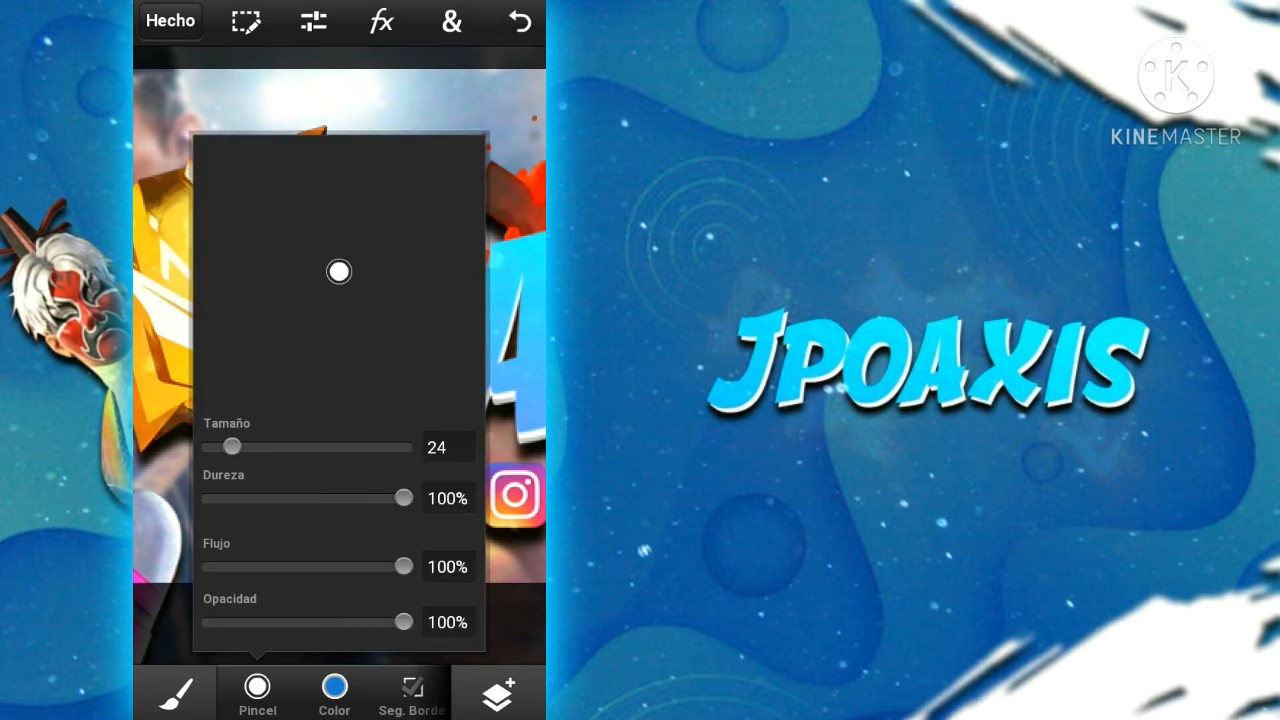 Hecho
fx
&
Tamaño
24
Dureza
100%
Flujo
100%
Opacidad
100%
Pincel
Color
Seg. Borde
A
JPOAXIS
K
KINEMASTER